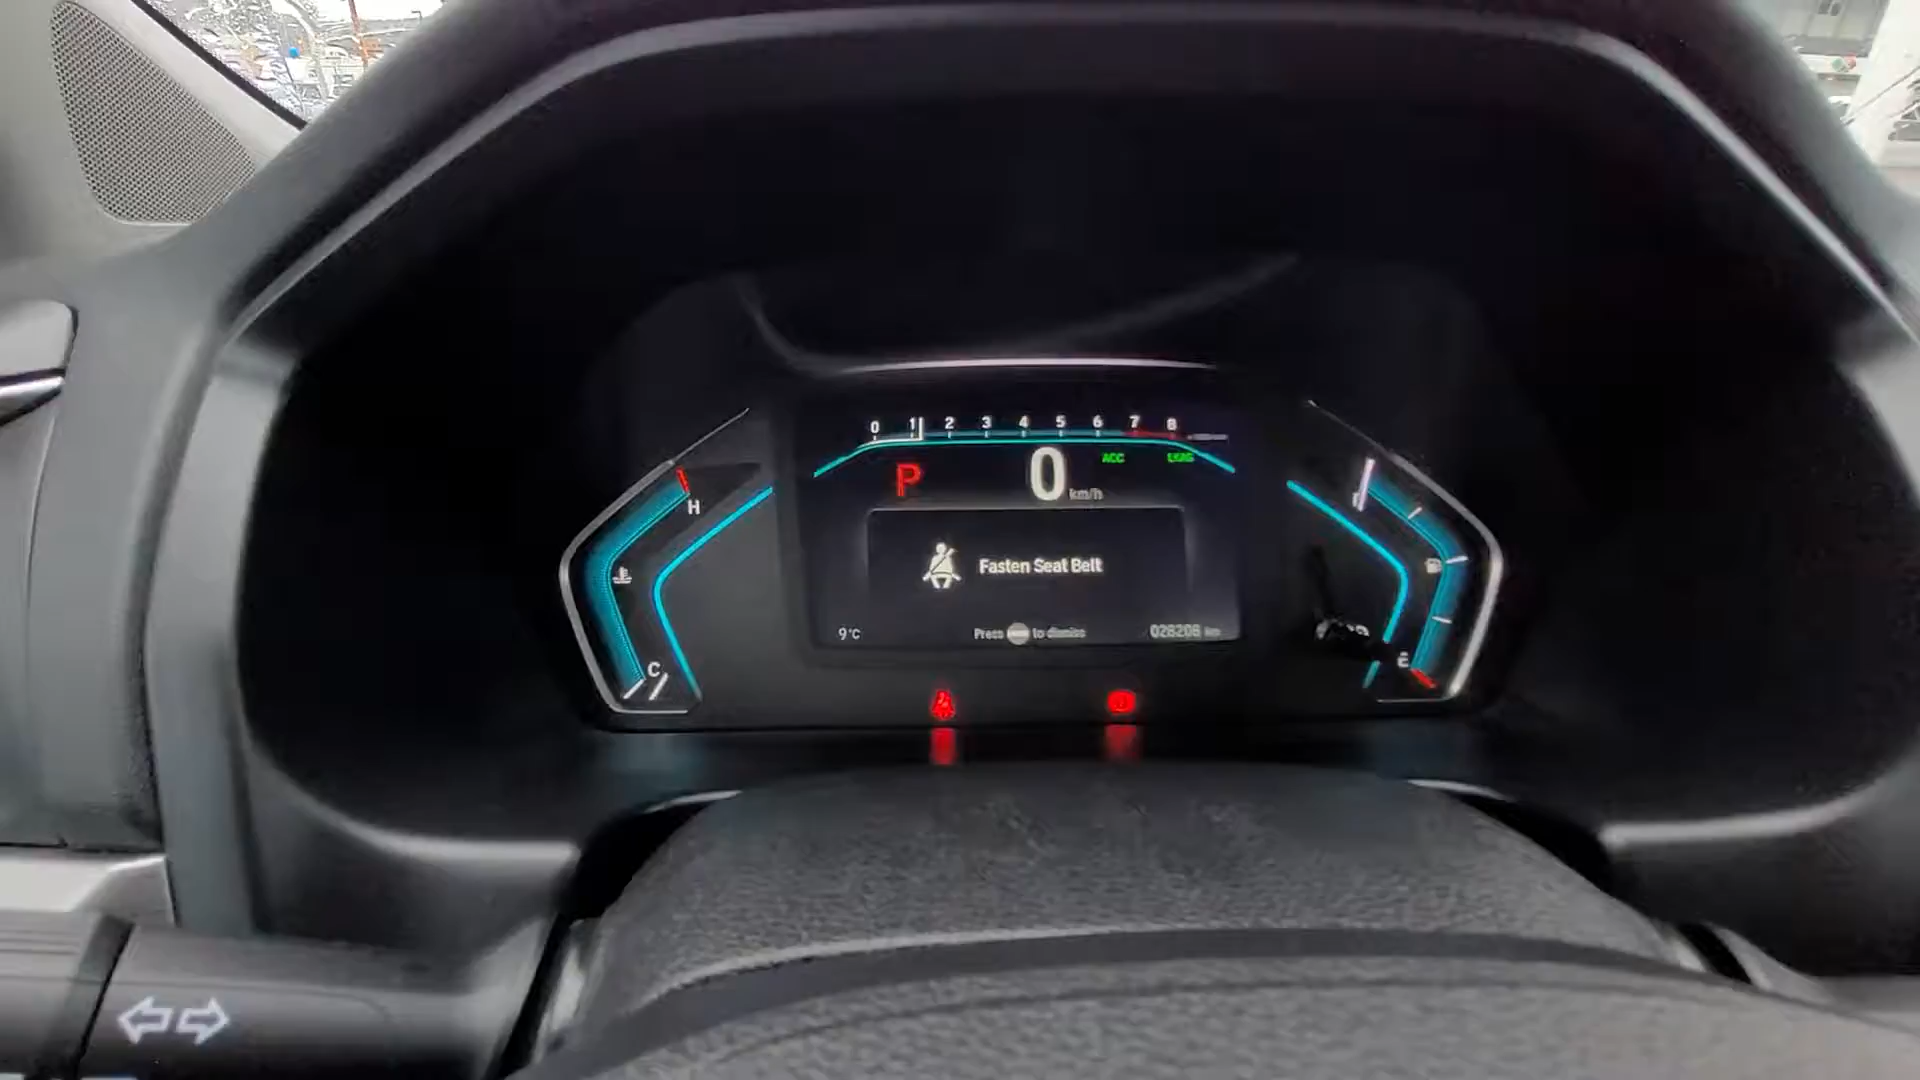 0 1 2 3 4 5 6 7 8
P 0 km/h ACC
H
Fasten Seat Belt
9°C Press to dismiss 028208 km
C E